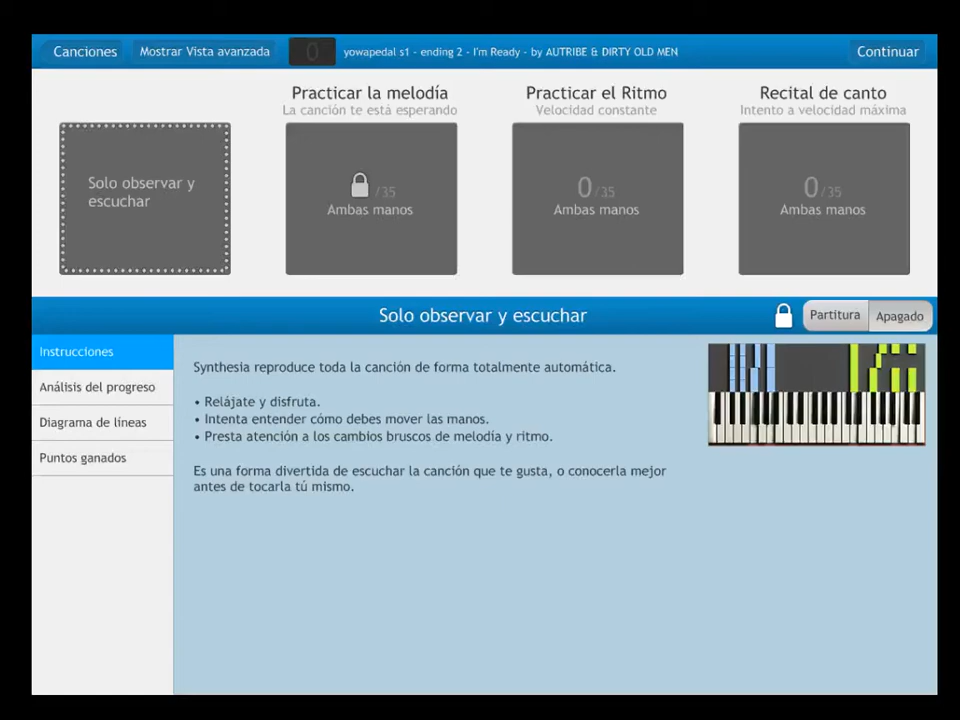 Canciones
Mostrar Vista avanzada
0
yowapedal s1 - ending 2 - I'm Ready - by AUTRIBE & DIRTY OLD MEN
Continuar
Practicar la melodía
La canción te está esperando
Practicar el Ritmo
Velocidad constante
Recital de canto
Intento a velocidad máxima
Solo observar y
escuchar
/35
Ambas manos
0/35
Ambas manos
0/35
Ambas manos
Solo observar y escuchar
Partitura
Apagado
Instrucciones
Análisis del progreso
Diagrama de líneas
Puntos ganados
Synthesia reproduce toda la canción de forma totalmente automática.
• Relájate y disfruta.
• Intenta entender cómo debes mover las manos.
• Presta atención a los cambios bruscos de melodía y ritmo.
Es una forma divertida de escuchar la canción que te gusta, o conocerla mejor
antes de tocarla tú mismo.